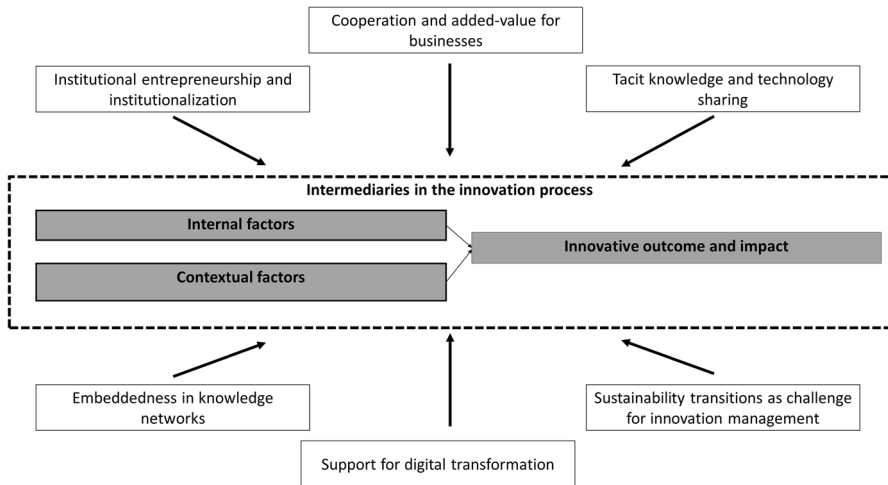 Cooperation and added-value for
businesses
Institutional entrepreneurship and
institutionalization
Tacit knowledge and technology
sharing
Intermediaries in the innovation process
Internal factors
Innovative outcome and impact
Contextual factors
Embeddedness in knowledge
networks
Sustainability transitions as challenge
for innovation management
Support for digital transformation